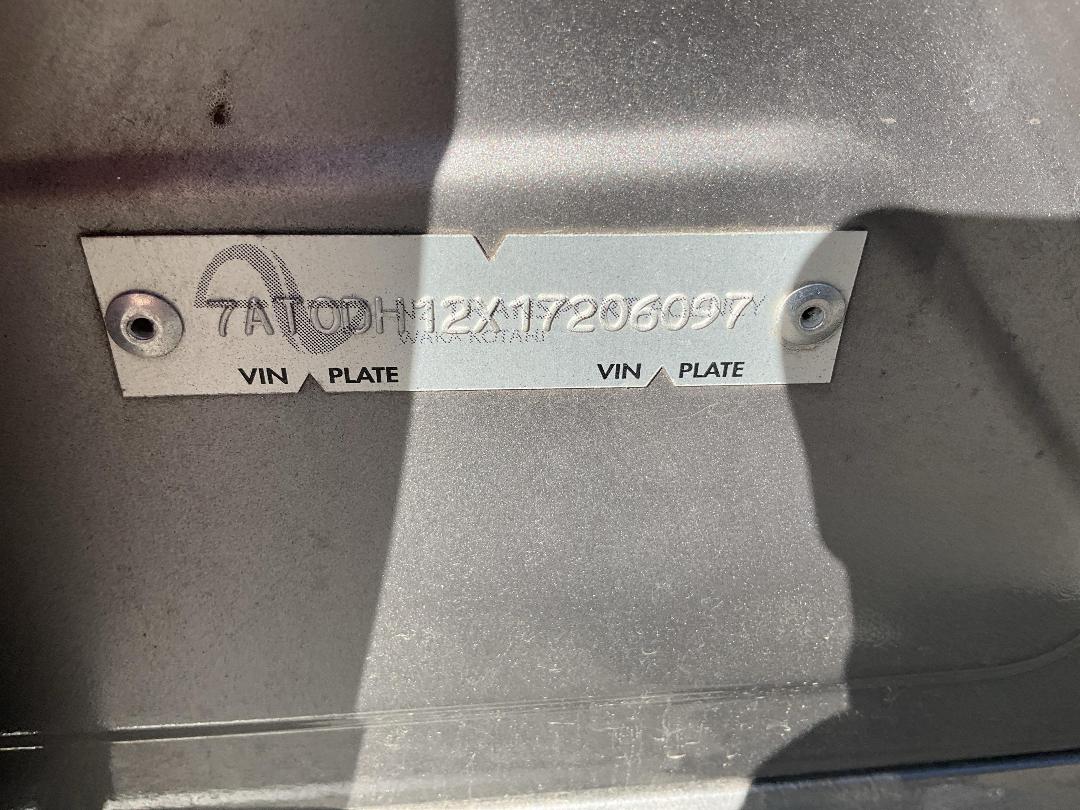 7AT0DH12X17206097
WAKA KOTAHI
VIN PLATE VIN PLATE